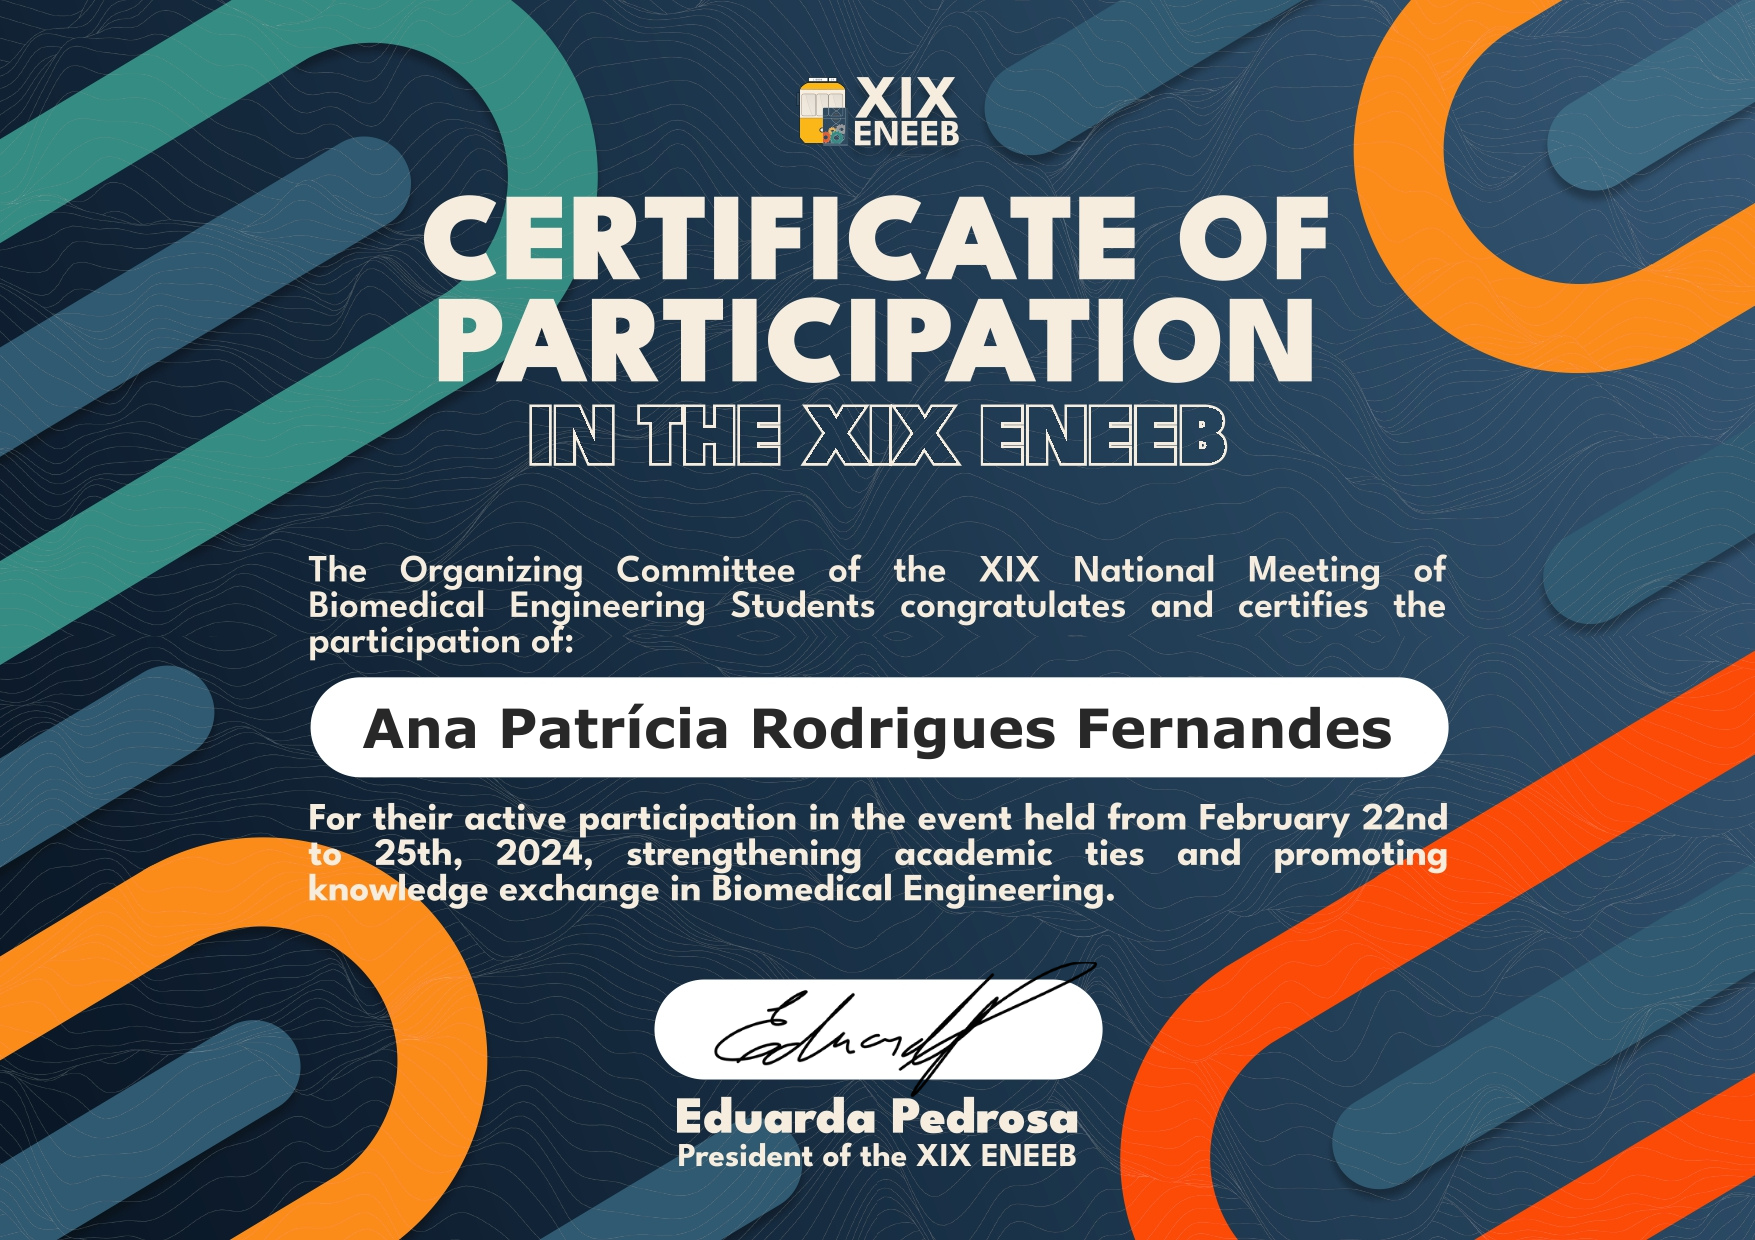 XIX
ENEEB
CERTIFICATE OF
PARTICIPATION
IN THE XIX ENEEB
The Organizing Committee of the XIX National Meeting of
Biomedical Engineering Students congratulates and certifies the
participation of:
Ana Patrícia Rodrigues Fernandes
For their active participation in the event held from February 22nd
to 25th, 2024, strengthening academic ties and promoting
knowledge exchange in Biomedical Engineering.
Eduarda Pedrosa
President of the XIX ENEEB